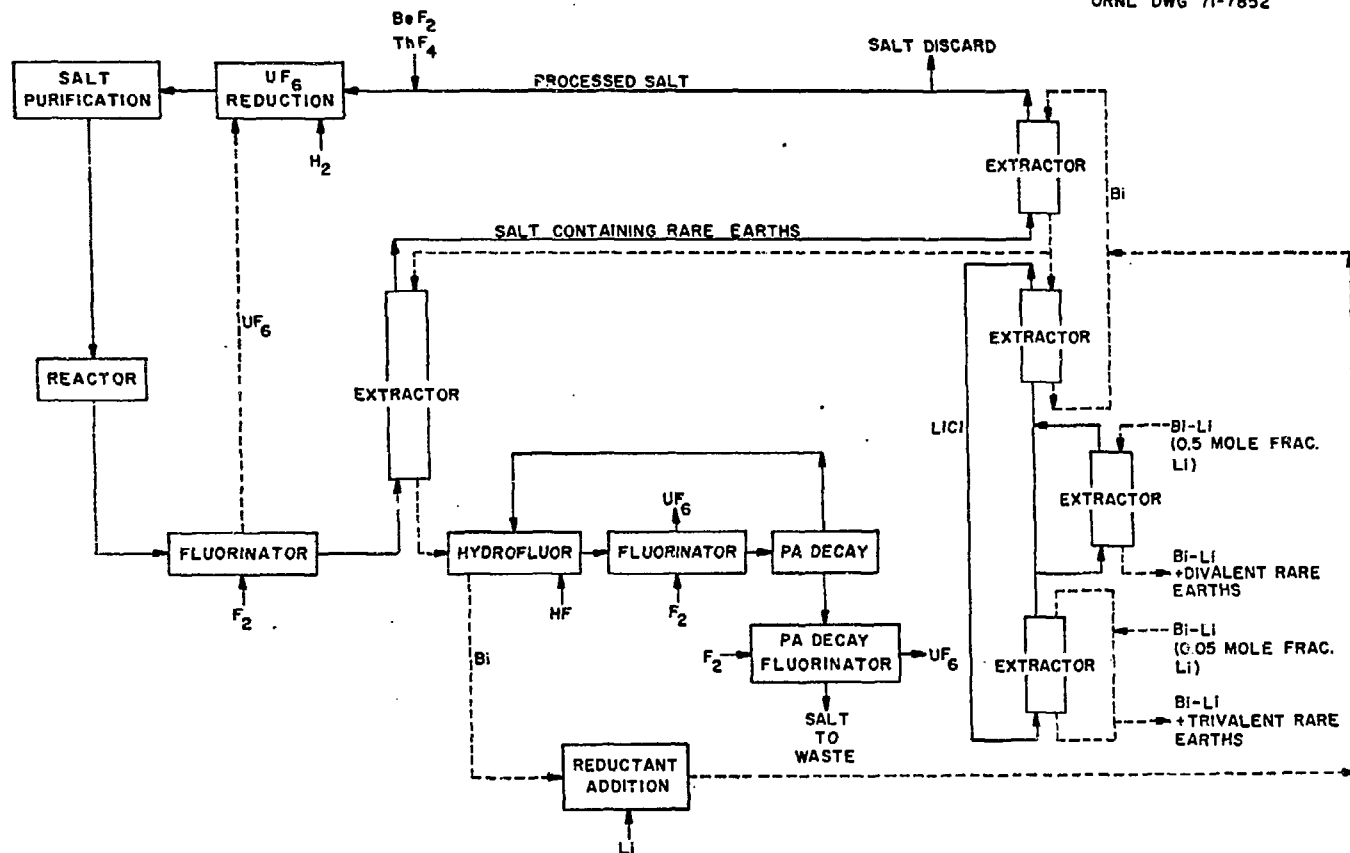 ORNL DWG 71-7852
BeF2
ThF4
SALT DISCARD
SALT
PURIFICATION
UF6
REDUCTION
PROCESSED SALT
H2
EXTRACTOR
Bi
SALT CONTAINING RARE EARTHS
UF6
EXTRACTOR
REACTOR
EXTRACTOR
LiCl
Bi-Li
(0.5 MOLE FRAC.
Li)
EXTRACTOR
UF6
FLUORINATOR
HYDROFLUOR
FLUORINATOR
PA DECAY
Bi-Li
+DIVALENT RARE
EARTHS
F2
HF
F2
Bi-Li
(0.05 MOLE FRAC.
Li)
Bi
F2
PA DECAY
FLUORINATOR
UF6
EXTRACTOR
Bi-Li
+TRIVALENT RARE
EARTHS
SALT
TO
WASTE
REDUCTANT
ADDITION
Li